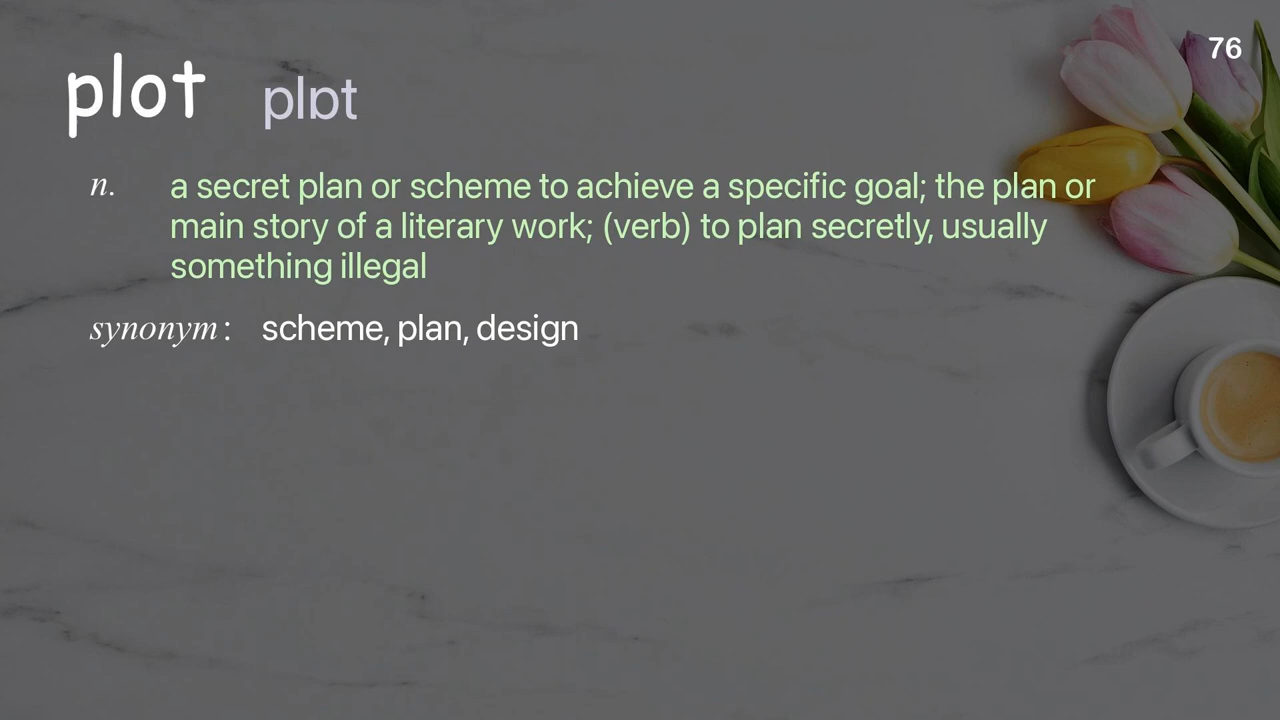 76
plot plɒt
n. a secret plan or scheme to achieve a specific goal; the plan or
main story of a literary work; (verb) to plan secretly, usually
something illegal
synonym: scheme, plan, design